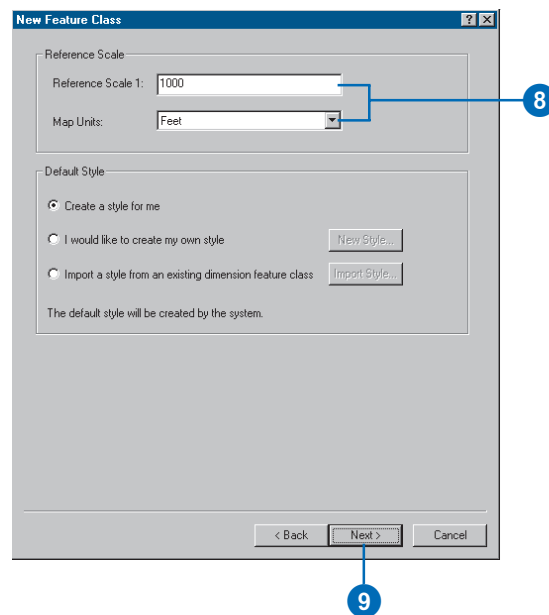 New Feature Class
Reference Scale
Reference Scale 1: 1000
Map Units: Feet
8
Default Style
Create a style for me
I would like to create my own style New Style...
Import a style from an existing dimension feature class Import Style...
The default style will be created by the system.
< Back Next > Cancel
9